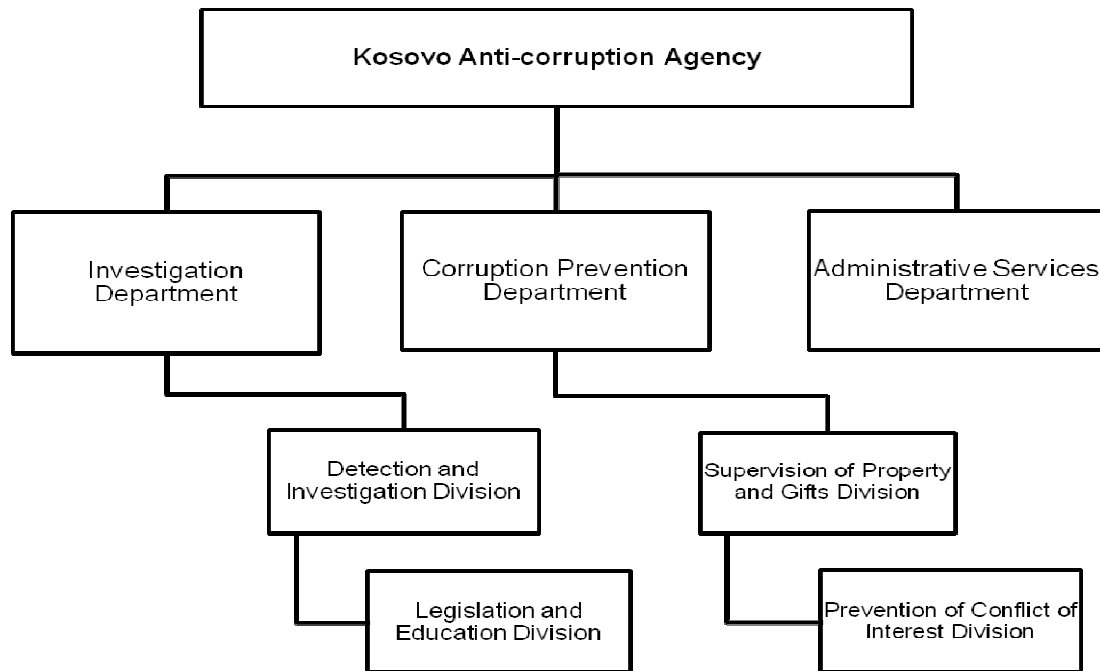 Kosovo Anti-corruption Agency
Investigation
Department
Corruption Prevention
Department
Administrative Services
Department
Detection and
Investigation Division
Supervision of Property
and Gifts Division
Legislation and
Education Division
Prevention of Conflict of
Interest Division